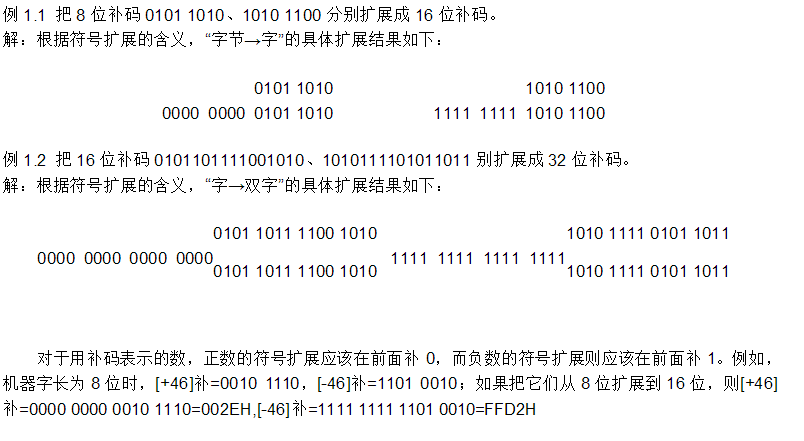 例 1.1 把 8 位补码 0101 1010、1010 1100 分别扩展成 16 位补码。
解：根据符号扩展的含义，“字节→字”的具体扩展结果如下：
0101 1010 1010 1100
0000 0000 0101 1010 1111 1111 1010 1100
例 1.2 把 16 位补码 0101101111001010、1010111101011011 别扩展成 32 位补码。
解：根据符号扩展的含义，“字→双字”的具体扩展结果如下：
0101 1011 1100 1010 1010 1111 0101 1011
0000 0000 0000 0000 1111 1111 1111 1111
0101 1011 1100 1010 1010 1111 0101 1011
对于用补码表示的数，正数的符号扩展应该在前面补 0，而负数的符号扩展则应该在前面补 1。例如，
机器字长为 8 位时，[+46]补=0010 1110，[-46]补=1101 0010；如果把它们从 8 位扩展到 16 位，则[+46]
补=0000 0000 0010 1110=002EH,[-46]补=1111 1111 1101 0010=FFD2H